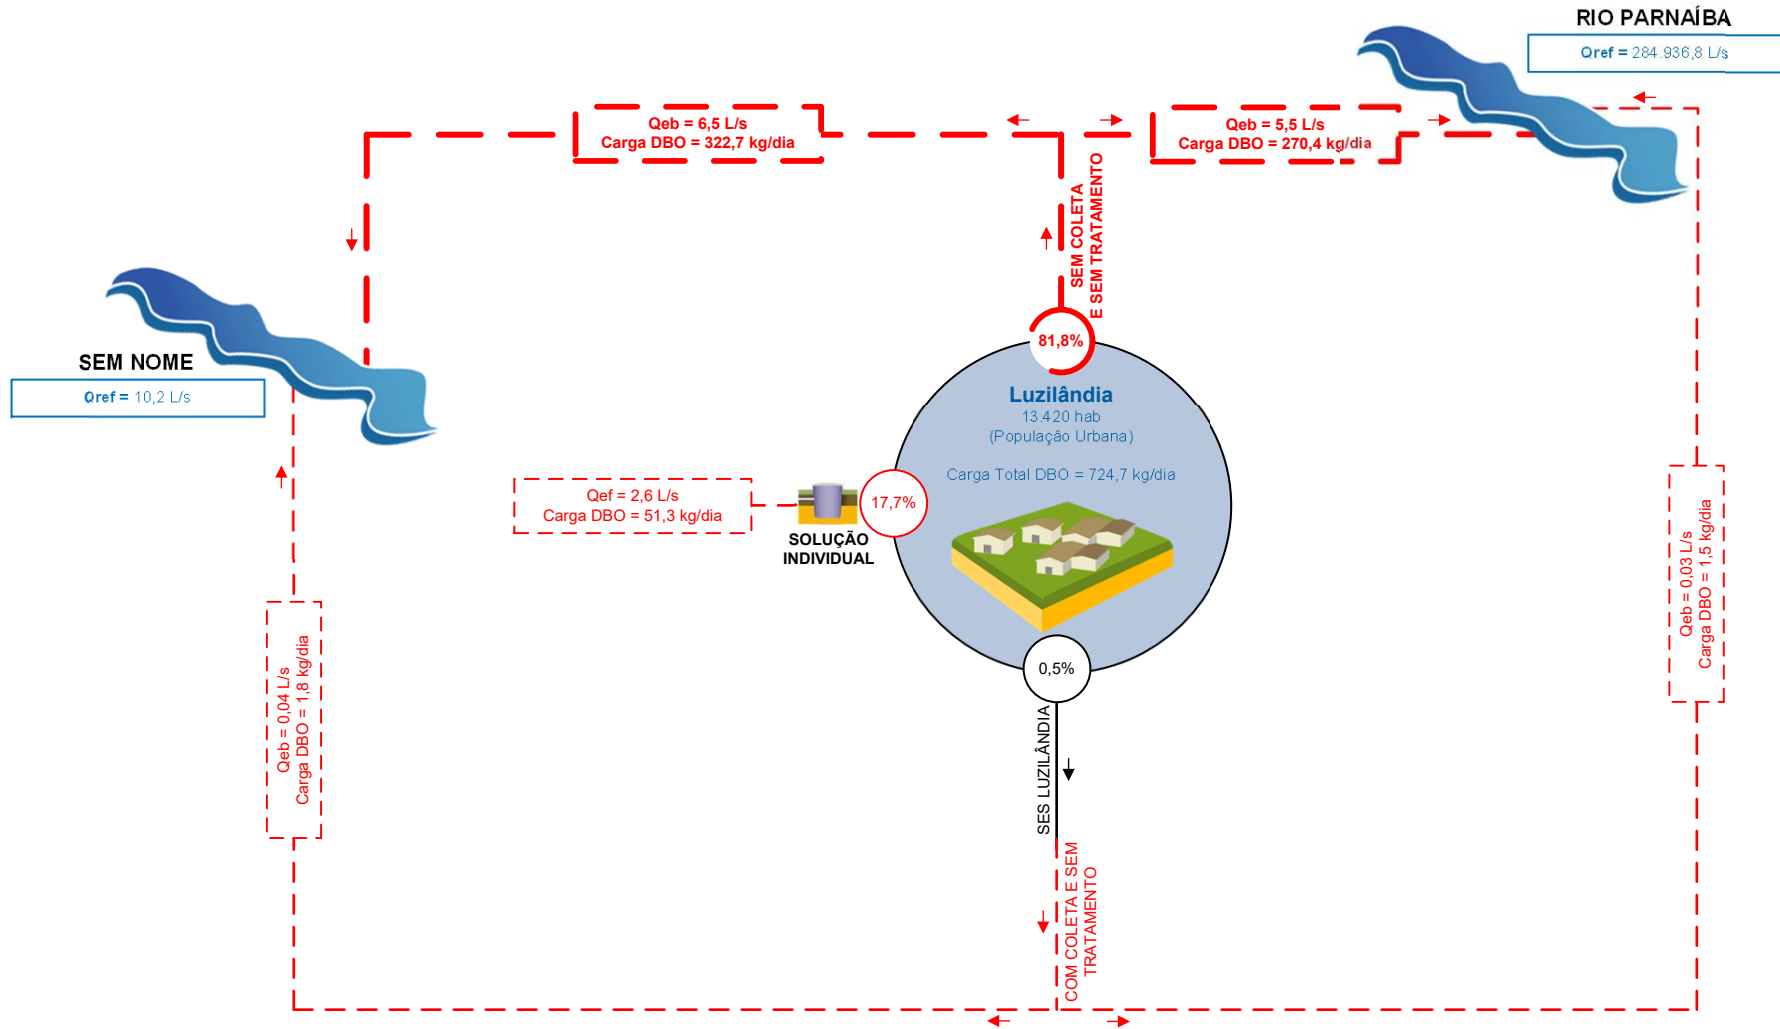 RIO PARNAÍBA
Qref = 284.936,8 L/s
Qeb = 6,5 L/s
Carga DBO = 322,7 kg/dia
Qeb = 5,5 L/s
Carga DBO = 270,4 kg/dia
SEM COLETA
E SEM TRATAMENTO
81,8%
SEM NOME
Qref = 10,2 L/s
Luzilândia
13.420 hab
(População Urbana)
Carga Total DBO = 724,7 kg/dia
Qef = 2,6 L/s
Carga DBO = 51,3 kg/dia
17,7%
SOLUÇÃO
INDIVIDUAL
0,5%
Qeb = 0,04 L/s
Carga DBO = 1,8 kg/dia
Qeb = 0,03 L/s
Carga DBO = 1,5 kg/dia
SES LUZILÂNDIA
COM COLETA E SEM
TRATAMENTO